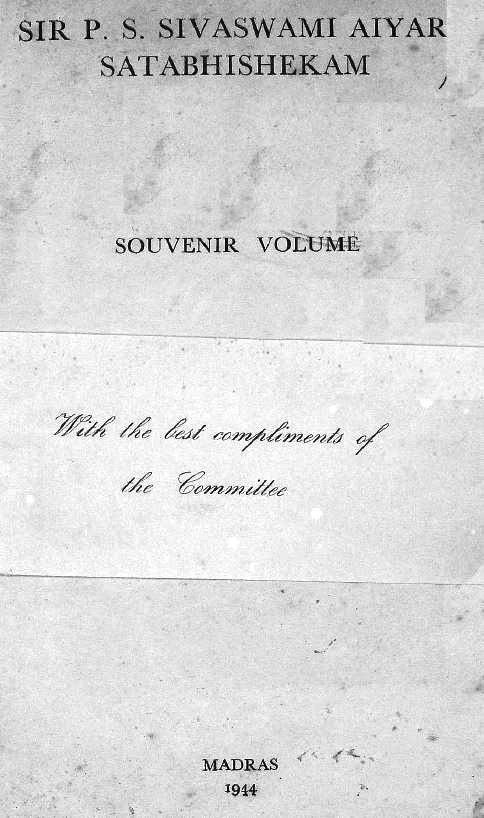 SIR P. S. SIVASWAMI AIYAR
SATABHISHEKAM
SOUVENIR VOLUME
With the best compliments of
the Committee
MADRAS
1944